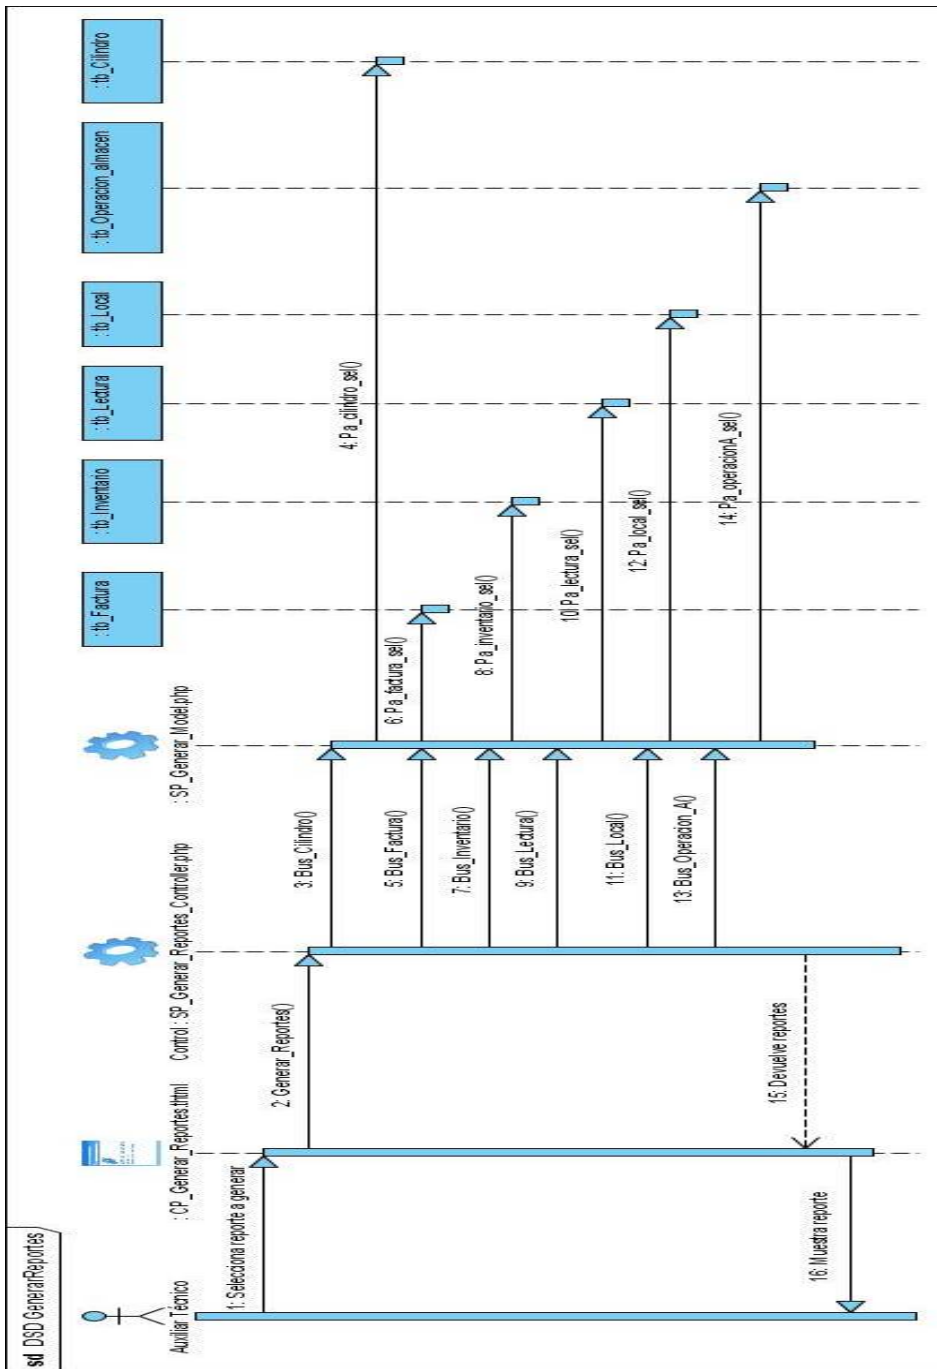 sd DSD GenerarReportes
Auxiliar Técnico
: CP_Generar_Reportes.thtml
Control : SP_Generar_Reportes_Controller.php
: SP_Generar_Model.php
: tb_Factura
: tb_Inventario
: tb_Lectura
: tb_Local
: tb_Operacion_almacen
: tb_Cilindro
1: Selecciona reporte a generar
2: Generar_Reportes()
3: Bus_Cilindro()
4: Pa_cilindro_sel()
5: Bus_Factura()
6: Pa_factura_sel()
7: Bus_Inventario()
8: Pa_inventario_sel()
9: Bus_Lectura()
10: Pa_lectura_sel()
11: Bus_Local()
12: Pa_local_sel()
13: Bus_Operacion_A()
14: Pa_operacionA_sel()
15: Devuelve reportes
16: Muestra reporte